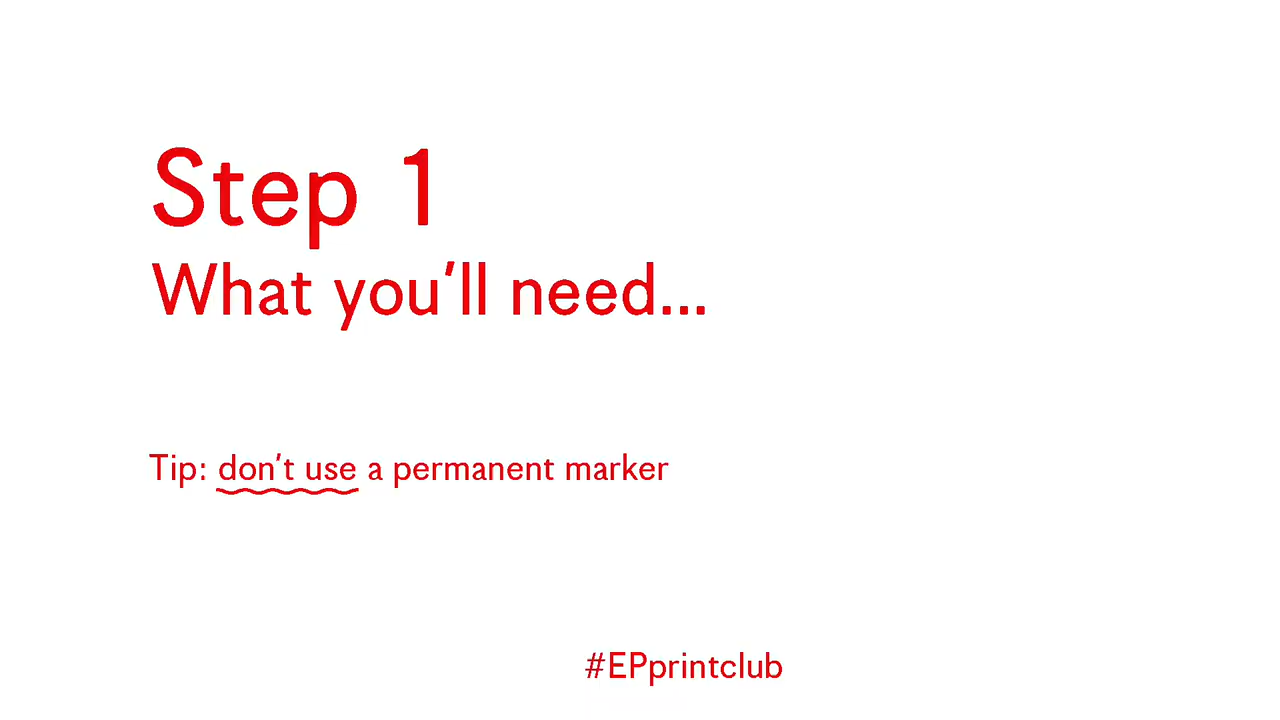 Step 1
What you'll need...
Tip: don't use a permanent marker
#EPprintclub